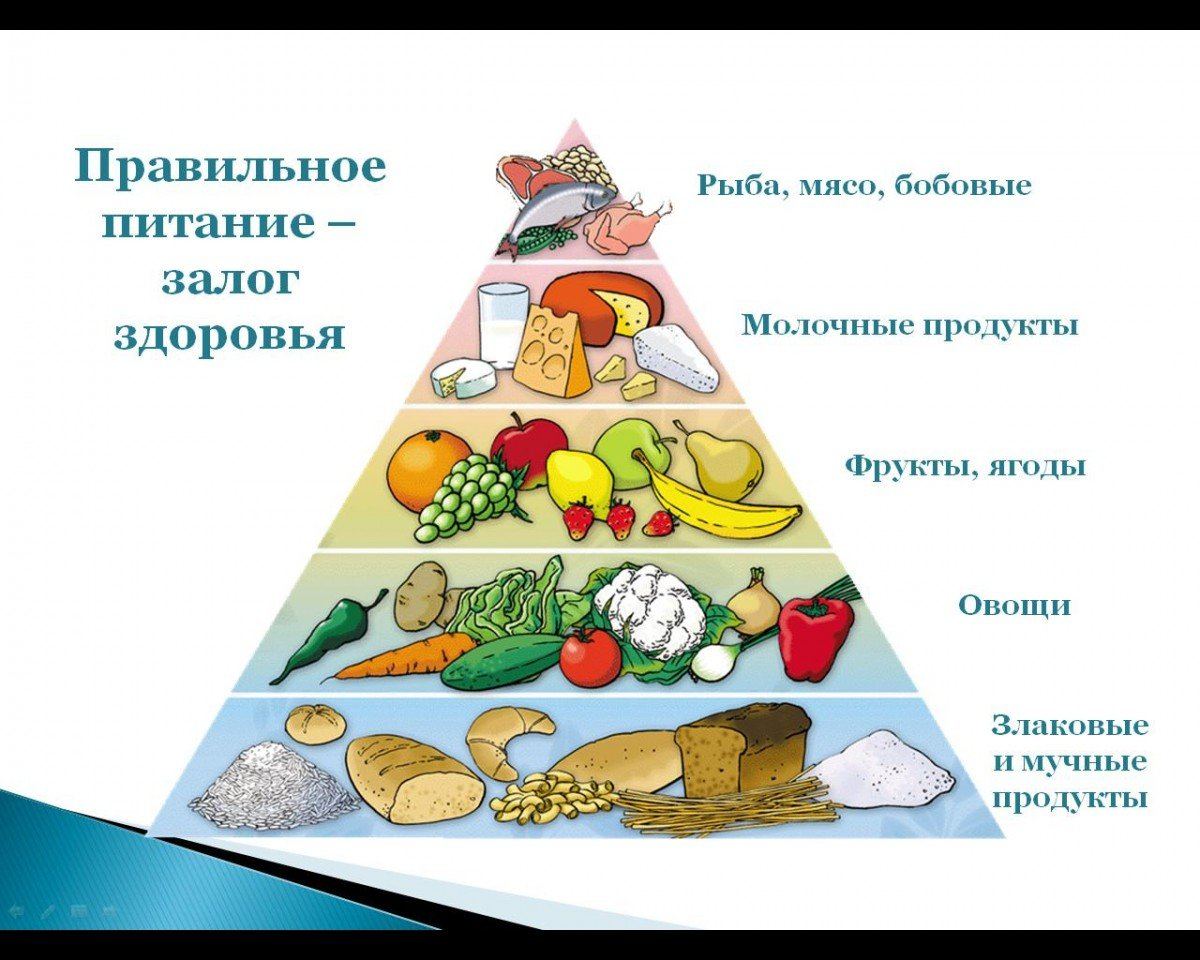 Правильное
питание –
залог
здоровья
Рыба, мясо, бобовые
Молочные продукты
Фрукты, ягоды
Овощи
Злаковые
и мучные
продукты